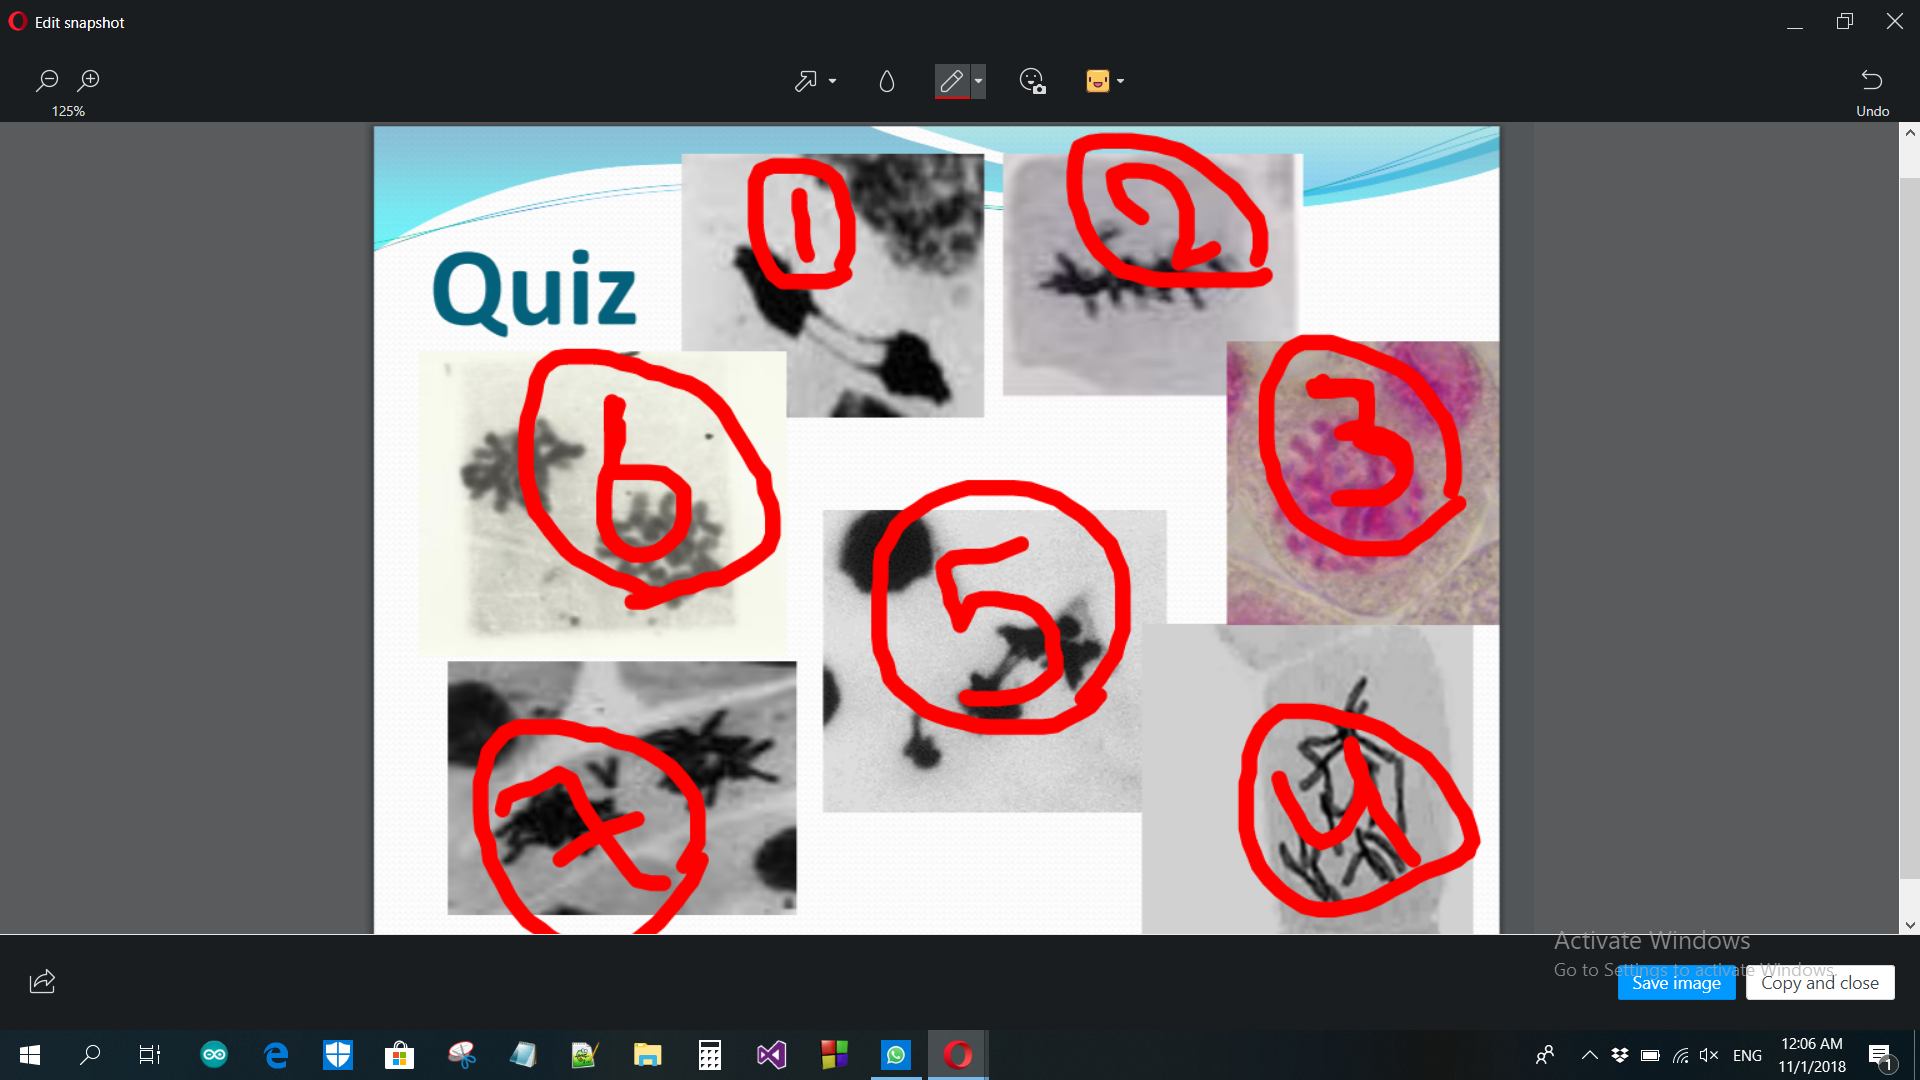 Edit snapshot
125%
Undo
Quiz
1
2
3
6
5
7
4
Activate Windows
Go to Settings to activate Windows.
Save image
Copy and close
ENG
12:06 AM
11/1/2018
1